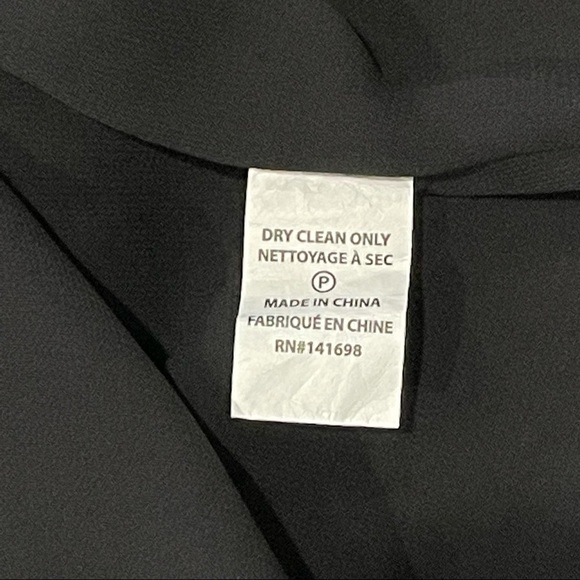 DRY CLEAN ONLY
NETTOYAGE À SEC
P
MADE IN CHINA
FABRIQUÉ EN CHINE
RN#141698